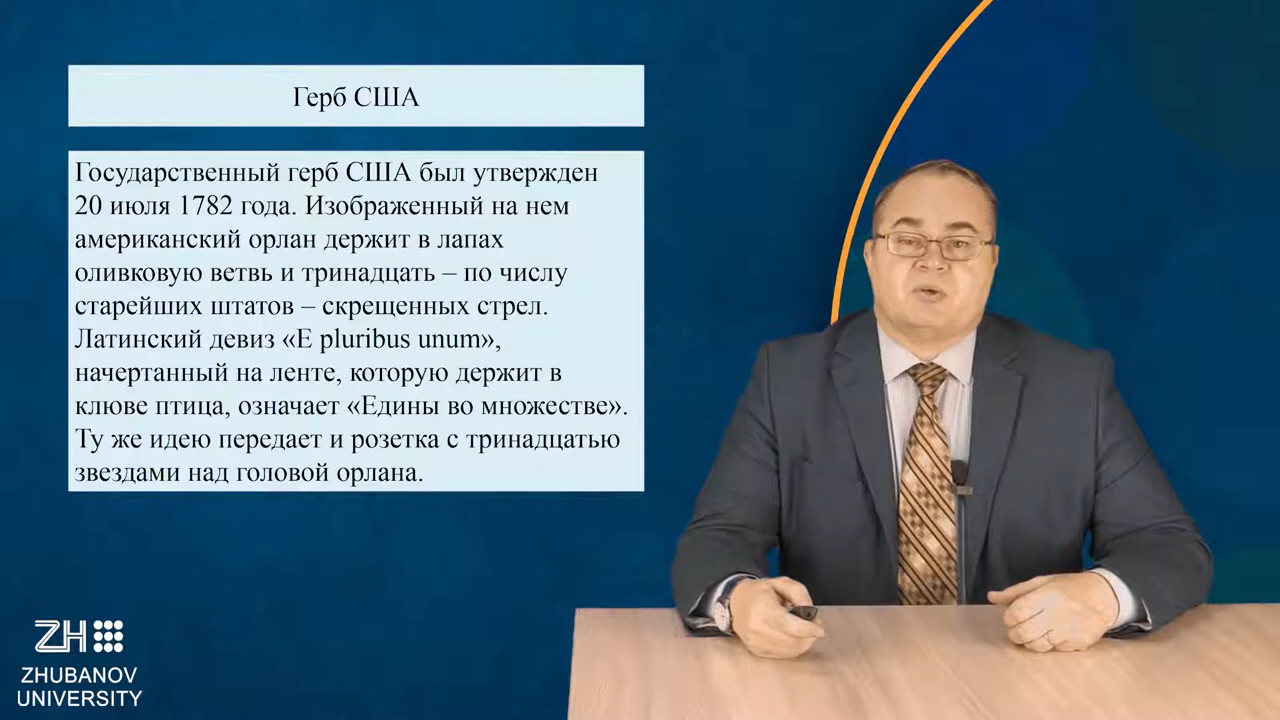 Герб США
Государственный герб США был утвержден
20 июля 1782 года. Изображенный на нем
американский орлан держит в лапах
оливковую ветвь и тринадцать – по числу
старейших штатов – скрещенных стрел.
Латинский девиз «E pluribus unum»,
начертанный на ленте, которую держит в
клюве птица, означает «Едины во множестве».
Ту же идею передает и розетка с тринадцатью
звездами над головой орлана.
ZH
ZHUBANOV
UNIVERSITY